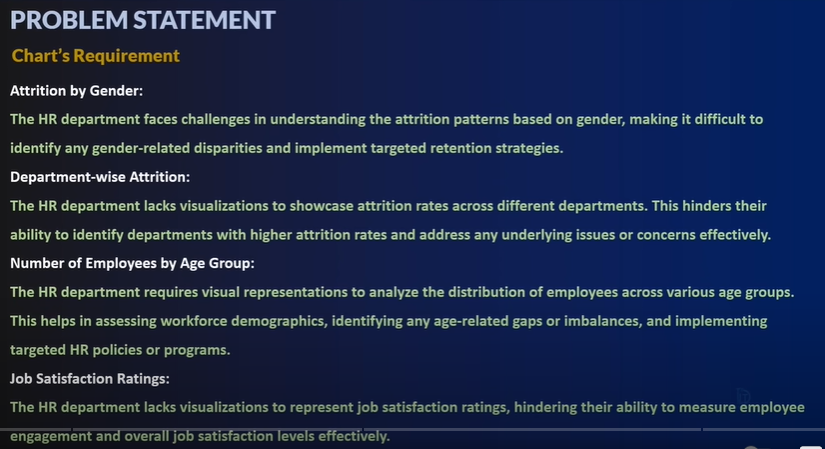 PROBLEM STATEMENT
Chart's Requirement
Attrition by Gender:
The HR department faces challenges in understanding the attrition patterns based on gender, making it difficult to
identify any gender-related disparities and implement targeted retention strategies.
Department-wise Attrition:
The HR department lacks visualizations to showcase attrition rates across different departments. This hinders their
ability to identify departments with higher attrition rates and address any underlying issues or concerns effectively.
Number of Employees by Age Group:
The HR department requires visual representations to analyze the distribution of employees across various age groups.
This helps in assessing workforce demographics, identifying any age-related gaps or imbalances, and implementing
targeted HR policies or programs.
Job Satisfaction Ratings:
The HR department lacks visualizations to represent job satisfaction ratings, hindering their ability to measure employee
engagement and overall job satisfaction levels effectively.